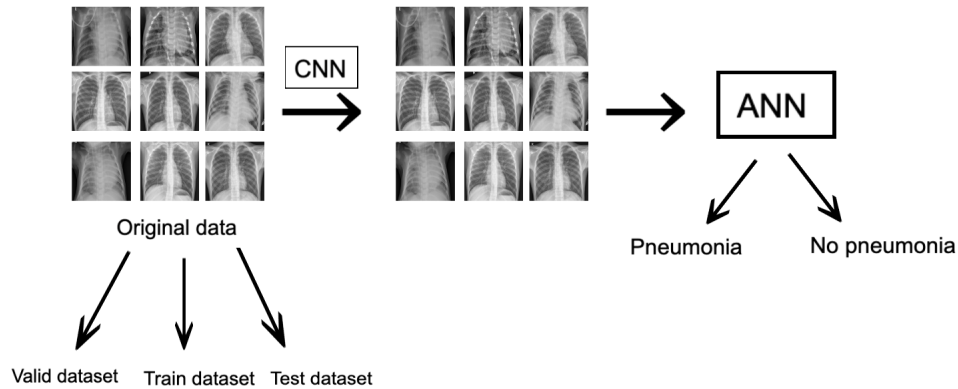 CNN
ANN
Original data
Pneumonia
No pneumonia
Valid dataset
Train dataset
Test dataset